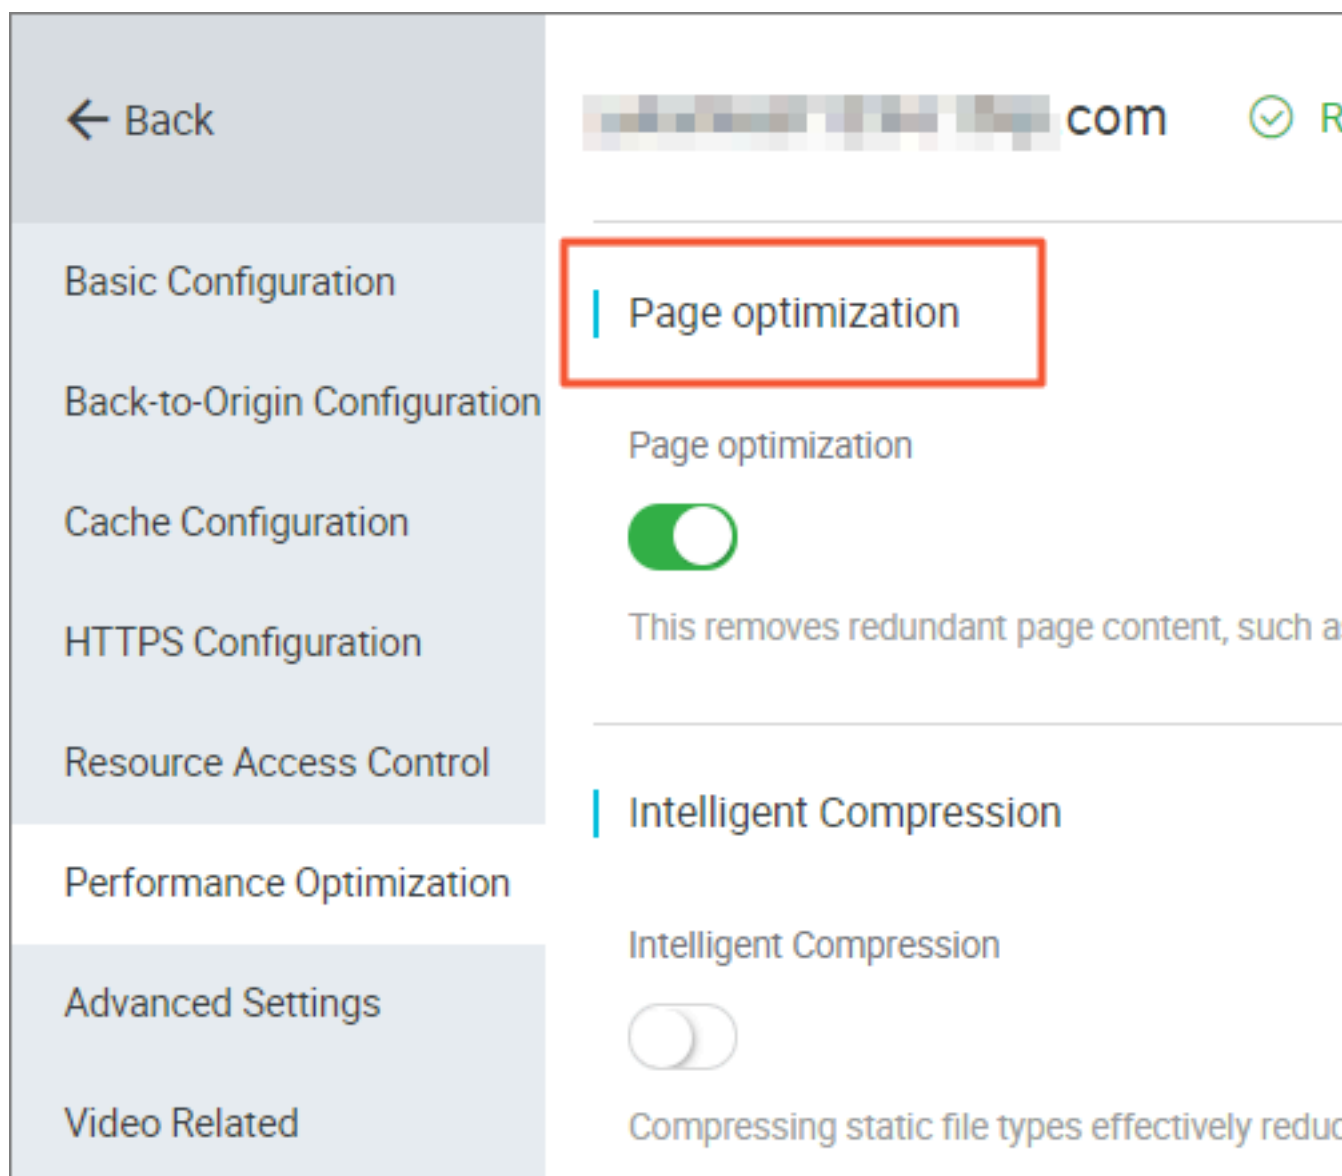 Back
com
Basic Configuration
Back-to-Origin Configuration
Cache Configuration
HTTPS Configuration
Resource Access Control
Performance Optimization
Advanced Settings
Video Related
Page optimization
Page optimization
This removes redundant page content, such
Intelligent Compression
Intelligent Compression
Compressing static file types effectively